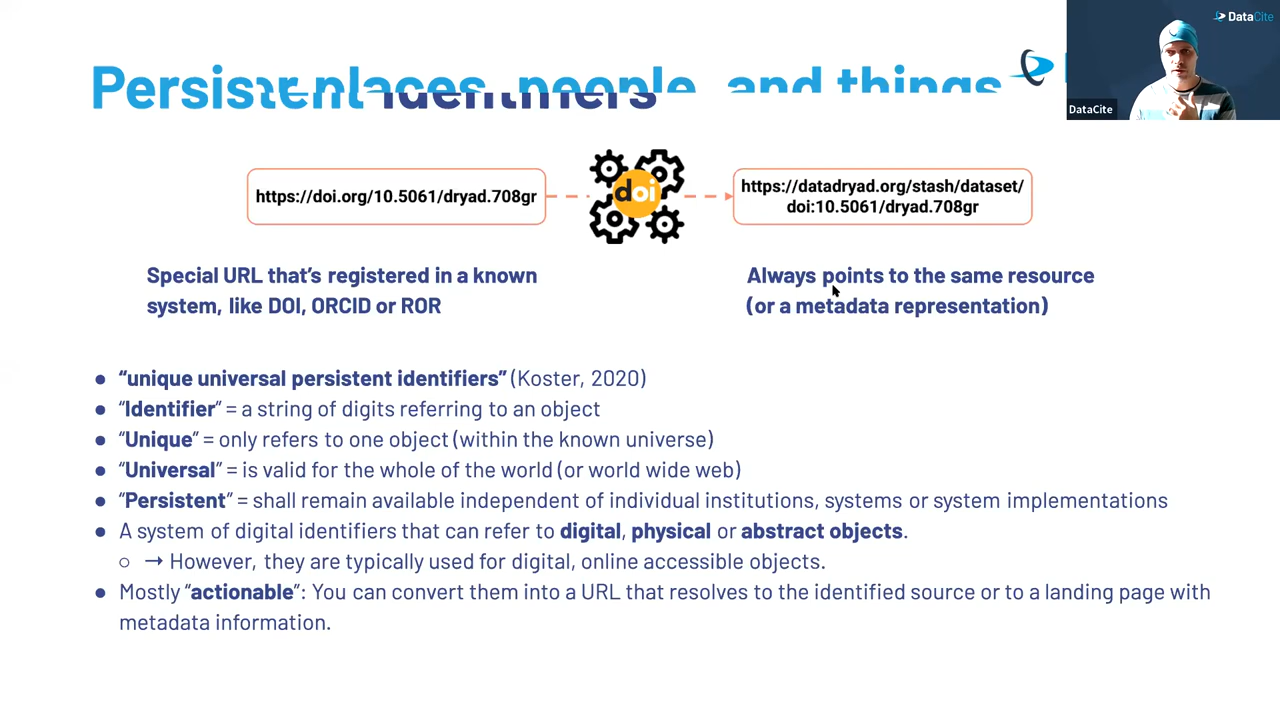 DataCite
Persistent places, people, and things
identifiers
DataCite
https://doi.org/10.5061/dryad.708gr
doi
https://datadryad.org/stash/dataset/
doi:10.5061/dryad.708gr
Special URL that's registered in a known
system, like DOI, ORCID or ROR
Always points to the same resource
(or a metadata representation)
● “unique universal persistent identifiers” (Koster, 2020)
● “Identifier” = a string of digits referring to an object
● “Unique” = only refers to one object (within the known universe)
● “Universal” = is valid for the whole of the world (or world wide web)
● “Persistent” = shall remain available independent of individual institutions, systems or system implementations
● A system of digital identifiers that can refer to digital, physical or abstract objects.
○ → However, they are typically used for digital, online accessible objects.
● Mostly “actionable”: You can convert them into a URL that resolves to the identified source or to a landing page with
metadata information.